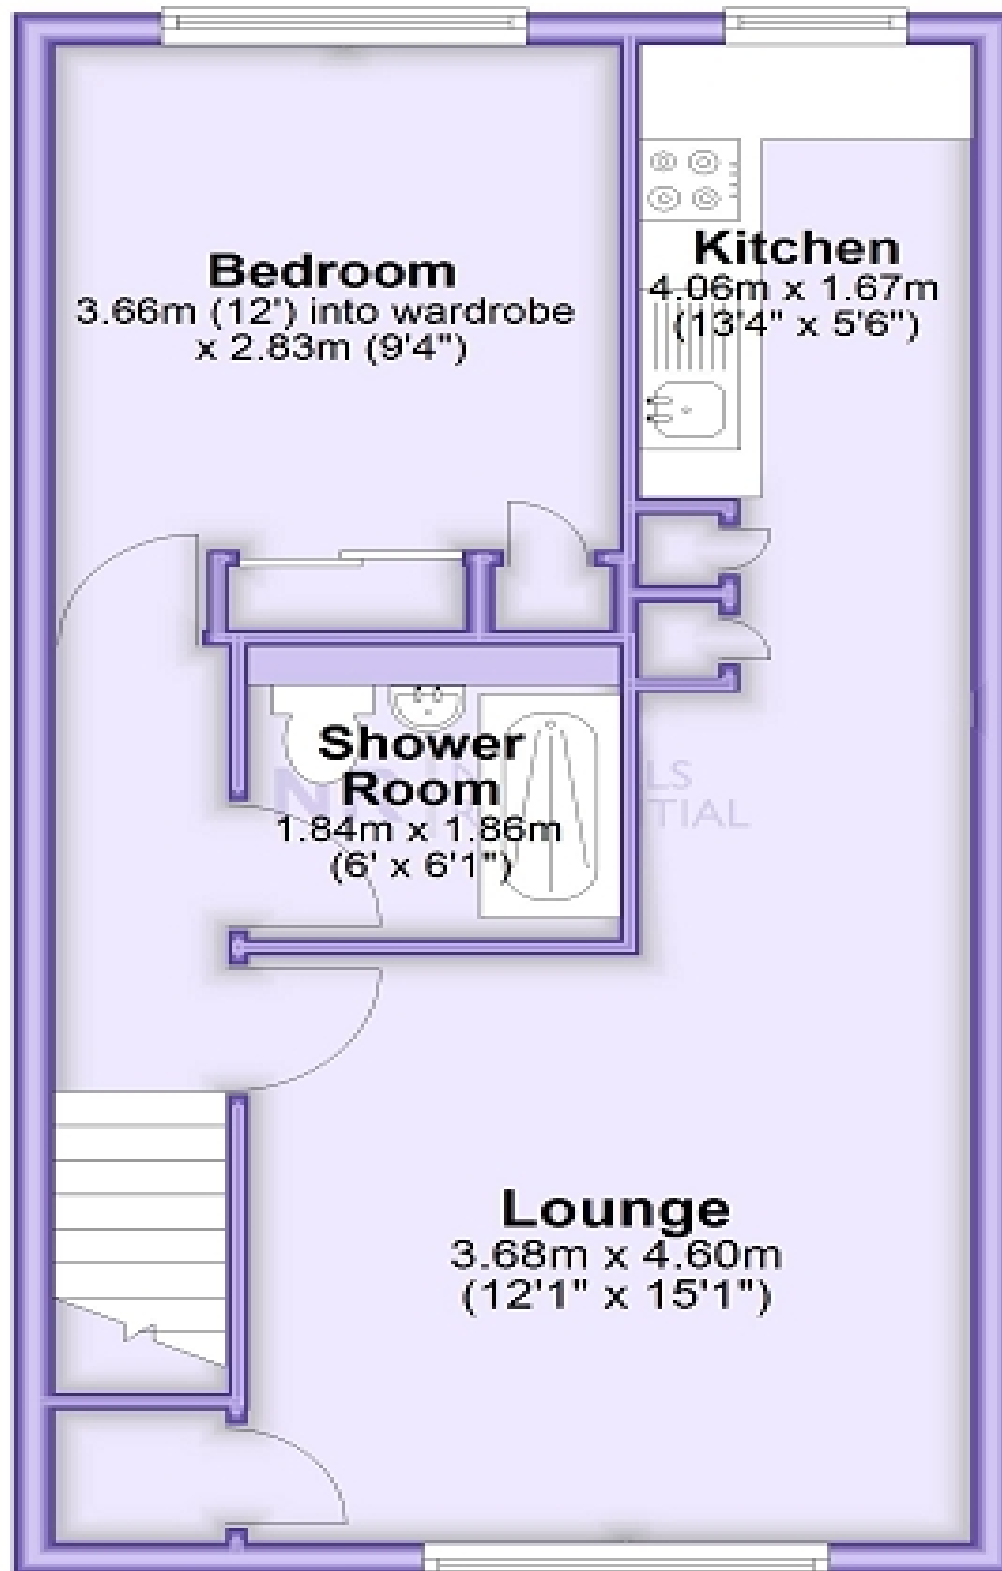 Bedroom
3.66m (12') into wardrobe
x 2.83m (9'4")
Kitchen
4.06m x 1.67m
(13'4" x 5'6")
Shower
Room
1.84m x 1.86m
(6' x 6'1")
Lounge
3.68m x 4.60m
(12'1" x 15'1")